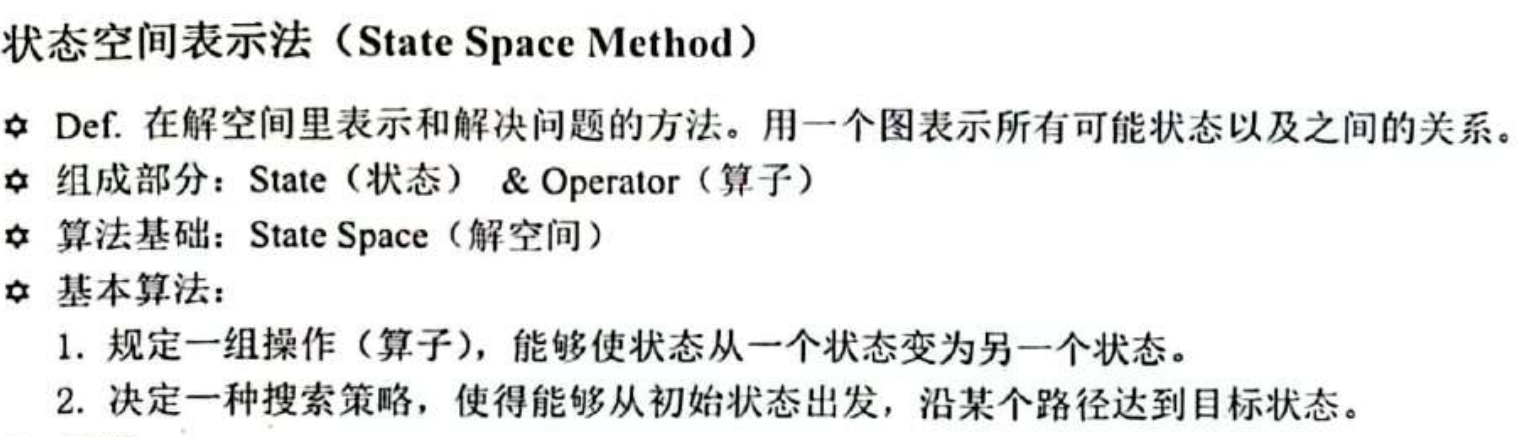 状态空间表示法（State Space Method）
✡ Def. 在解空间里表示和解决问题的方法。用一个图表示所有可能状态以及之间的关系。
✡ 组成部分：State（状态） & Operator（算子）
✡ 算法基础：State Space（解空间）
✡ 基本算法：
1. 规定一组操作（算子），能够使状态从一个状态变为另一个状态。
2. 决定一种搜索策略，使得能够从初始状态出发，沿某个路径达到目标状态。